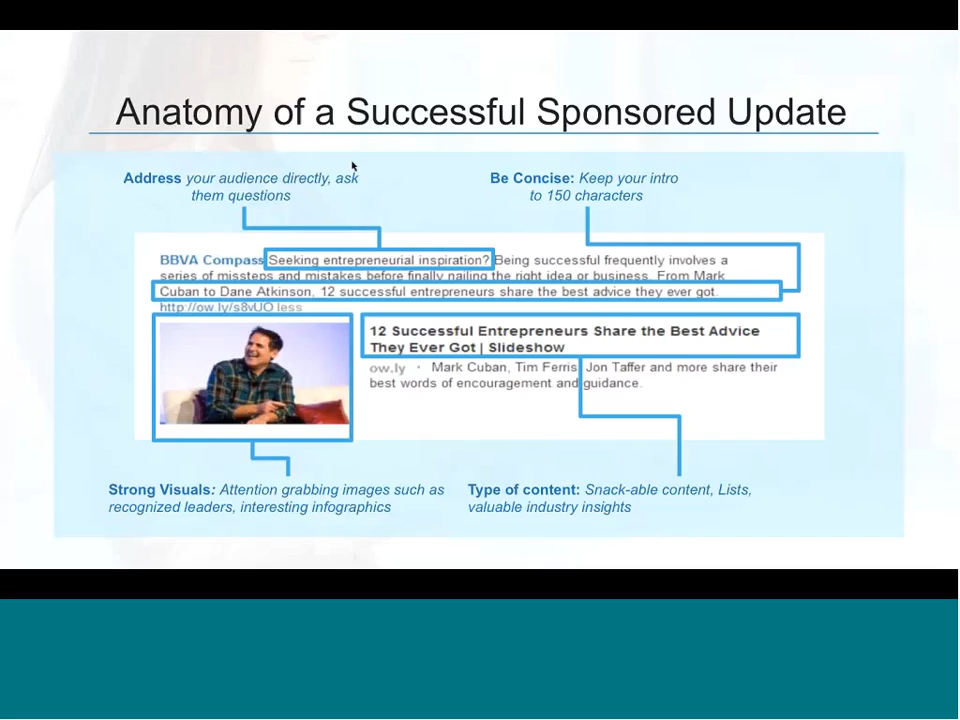 Anatomy of a Successful Sponsored Update
Address your audience directly, ask
them questions
Be Concise: Keep your intro
to 150 characters
BBVA Compass Seeking entrepreneurial inspiration? Being successful frequently involves a
series of missteps and mistakes before finally nailing the right idea or business. From Mark
Cuban to Dane Atkinson, 12 successful entrepreneurs share the best advice they ever got.
http://ow.ly/s8vUO less
12 Successful Entrepreneurs Share the Best Advice
They Ever Got | Slideshow
ow.ly · Mark Cuban, Tim Ferris, Jon Taffer and more share their
best words of encouragement and guidance.
Strong Visuals: Attention grabbing images such as
recognized leaders, interesting infographics
Type of content: Snack-able content, Lists,
valuable industry insights